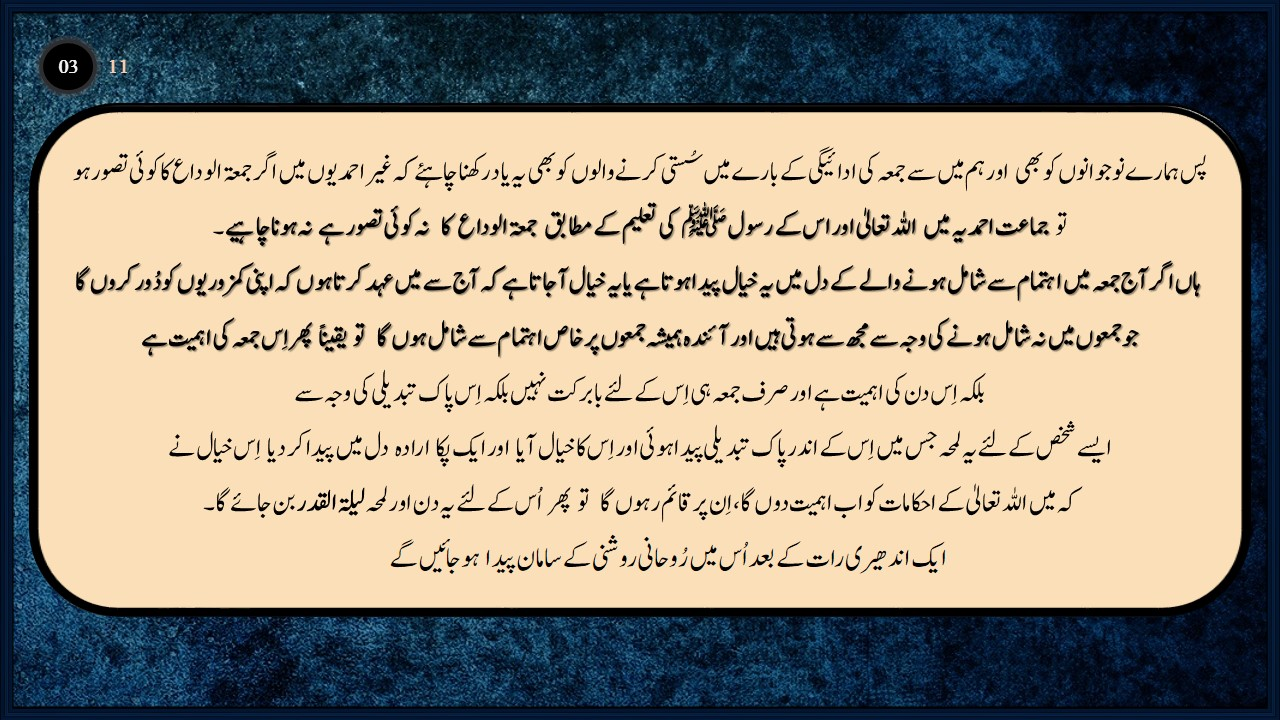 03 11
پس ہمارے نوجوانوں کو بھی اور ہم میں سے جمعہ کی ادائیگی کے بارے میں سُستی کرنے والوں کو بھی یہ یاد رکھنا چاہئے کہ غیر احمدیوں میں اگر جمعۃ الوداع کا کوئی تصور ہو
تو جماعت احمدیہ میں اللہ تعالیٰ اور اس کے رسول ﷺ کی تعلیم کے مطابق جمعۃ الوداع کا نہ کوئی تصور ہے نہ ہونا چاہیے۔
ہاں اگر آج جمعہ میں اہتمام سے شامل ہونے والے کے دل میں یہ خیال پیدا ہوتا ہے یا یہ خیال آ جاتا ہے کہ آج سے میں عہد کرتا ہوں کہ اپنی کمزوریوں کو دُور کروں گا
جو جمعوں میں نہ شامل ہونے کی وجہ سے مجھ سے ہوتی ہیں اور آئندہ ہمیشہ جمعوں پر خاص اہتمام سے شامل ہوں گا تو یقیناً پھر اِس جمعہ کی اہمیت ہے
بلکہ اِس دن کی اہمیت ہے اور صرف جمعہ ہی اِس کے لئے بابرکت نہیں بلکہ اِس پاک تبدیلی کی وجہ سے
ایسے شخص کے لئے یہ لمحہ جس میں اِس کے اندر پاک تبدیلی پیدا ہوئی اور اِس کا خیال آیا اور ایک پکا ارادہ دل میں پیدا کر دیا اِس خیال نے
کہ میں اللہ تعالیٰ کے احکامات کو اب اہمیت دوں گا، اِن پر قائم رہوں گا تو پھر اُس کے لئے یہ دن اور لمحہ لیلۃ القدر بن جائے گا۔
ایک اندھیری رات کے بعد اُس میں رُوحانی روشنی کے سامان پیدا ہو جائیں گے